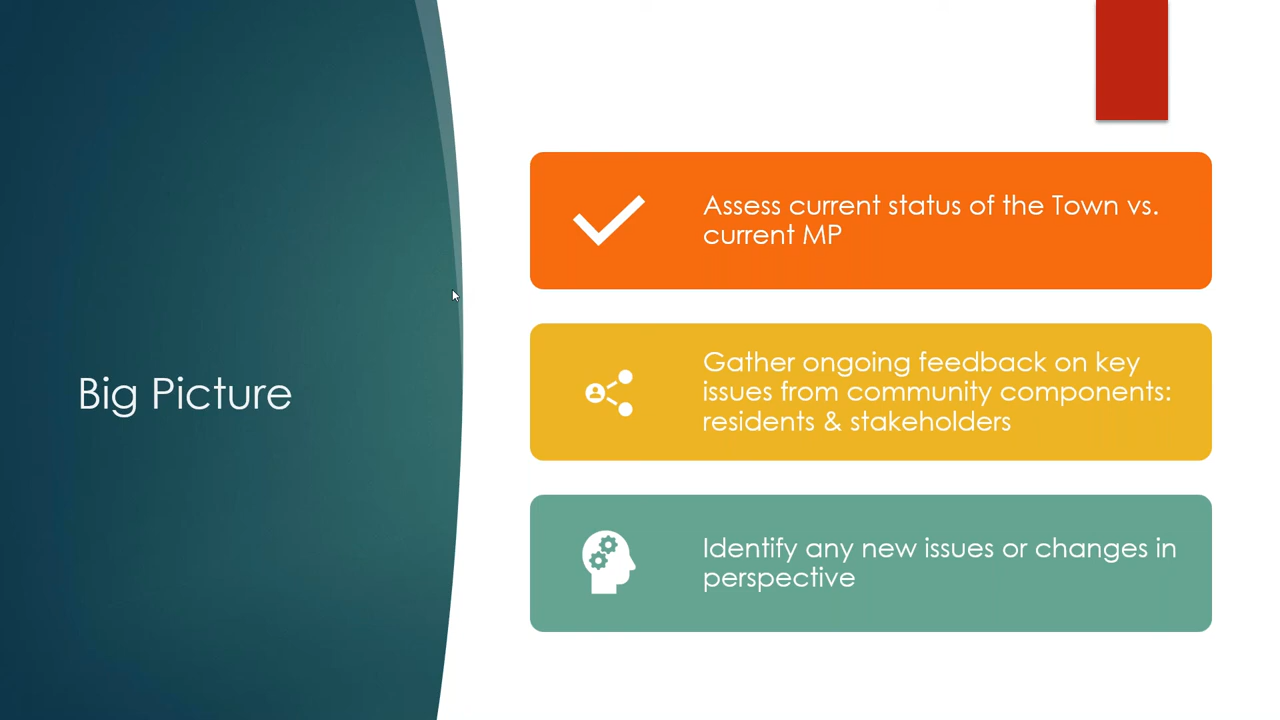 Big Picture
Assess current status of the Town vs.
current MP
Gather ongoing feedback on key
issues from community components:
residents & stakeholders
Identify any new issues or changes in
perspective